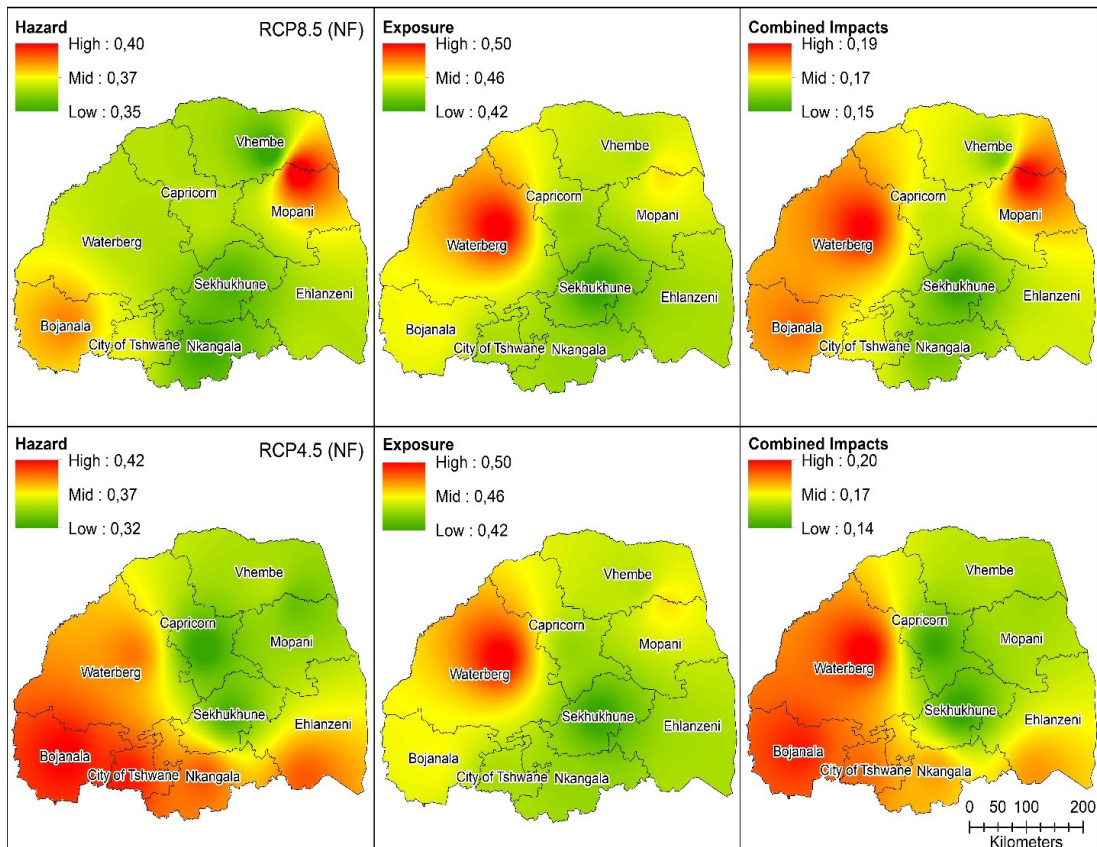 Hazard
RCP8.5 (NF)
High : 0,40
Mid : 0,37
Low : 0,35
Vhembe
Capricorn
Mopani
Waterberg
Sekhukhune
Ehlanzeni
Bojanala
City of Tshwane
Nkangala
Exposure
High : 0,50
Mid : 0,46
Low : 0,42
Vhembe
Capricorn
Mopani
Waterberg
Sekhukhune
Ehlanzeni
Bojanala
City of Tshwane
Nkangala
Combined Impacts
High : 0,19
Mid : 0,17
Low : 0,15
Vhembe
Capricorn
Mopani
Waterberg
Sekhukhune
Ehlanzeni
Bojanala
City of Tshwane
Nkangala
Hazard
RCP4.5 (NF)
High : 0,42
Mid : 0,37
Low : 0,32
Vhembe
Capricorn
Mopani
Waterberg
Sekhukhune
Ehlanzeni
Bojanala
City of Tshwane
Nkangala
Exposure
High : 0,50
Mid : 0,46
Low : 0,42
Vhembe
Capricorn
Mopani
Waterberg
Sekhukhune
Ehlanzeni
Bojanala
City of Tshwane
Nkangala
Combined Impacts
High : 0,20
Mid : 0,17
Low : 0,14
Vhembe
Capricorn
Mopani
Waterberg
Sekhukhune
Ehlanzeni
Bojanala
City of Tshwane
Nkangala
0 50 100 200
Kilometers